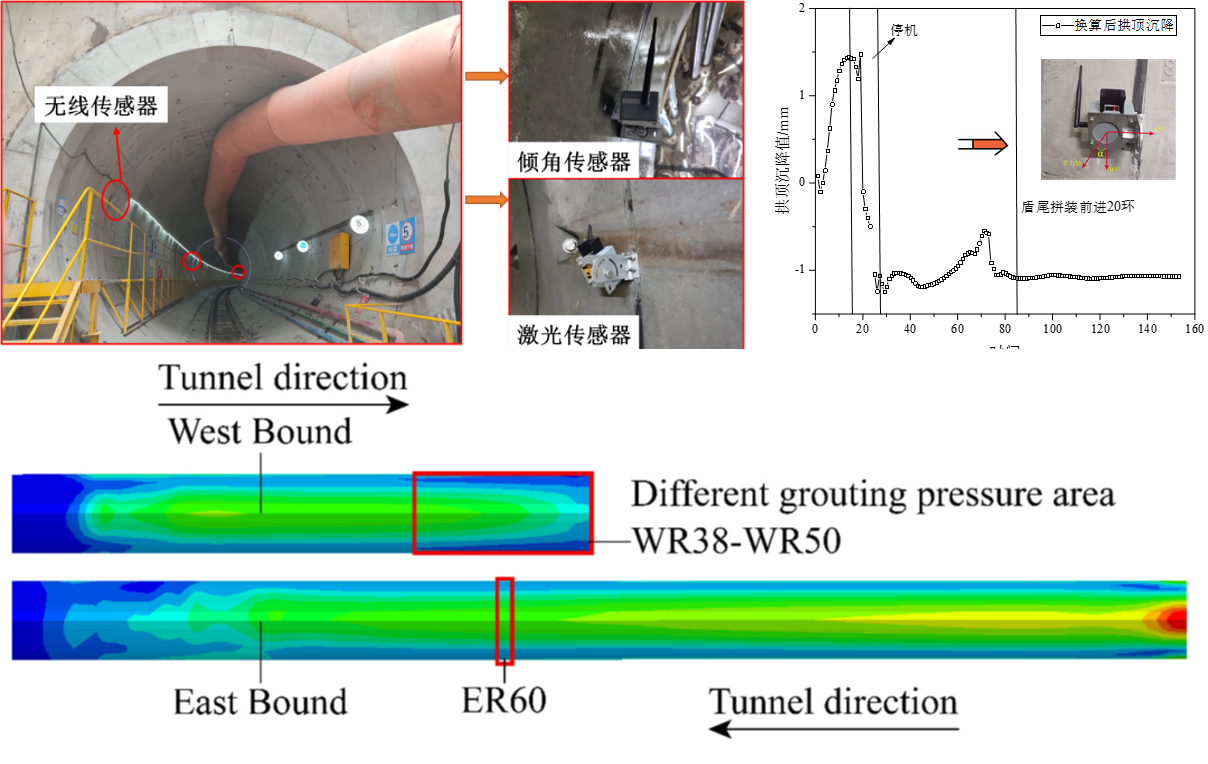 无线传感器
倾角传感器
激光传感器
5
2
1
0
-1
拱顶沉降值/mm
停机
换算后拱顶沉降
α
盾尾拼装前进20环
0
20
40
60
80
100
120
140
160
Tunnel direction
West Bound
Different grouting pressure area
WR38-WR50
East Bound
ER60
Tunnel direction